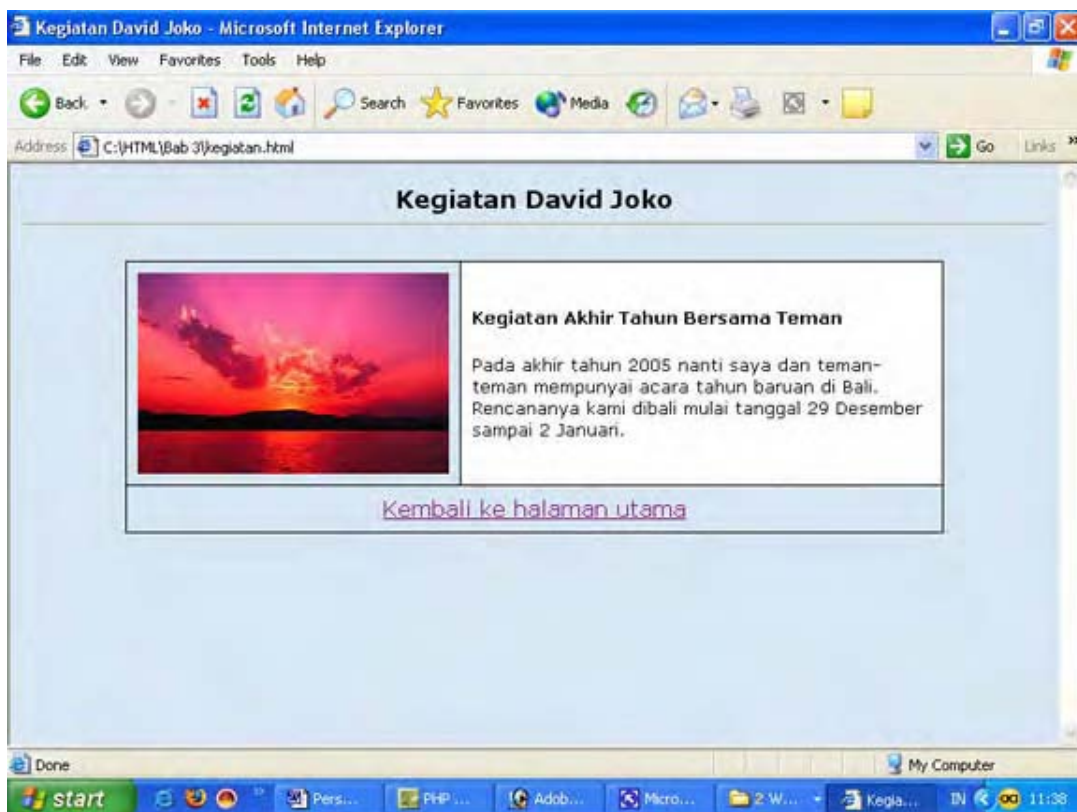 Kegiatan David Joko - Microsoft Internet Explorer
File Edit View Favorites Tools Help
Back Search Favorites Media
Address C:\HTML\Bab 3\kegiatan.html Go Links »
Kegiatan David Joko
Kegiatan Akhir Tahun Bersama Teman
Pada akhir tahun 2005 nanti saya dan teman-
teman mempunyai acara tahun baruan di Bali.
Rencananya kami dibali mulai tanggal 29 Desember
sampai 2 Januari.
Kembali ke halaman utama
Done My Computer
start Pers... PHP ... Adob... Micro... 2 W... Kegia... IN 11:38